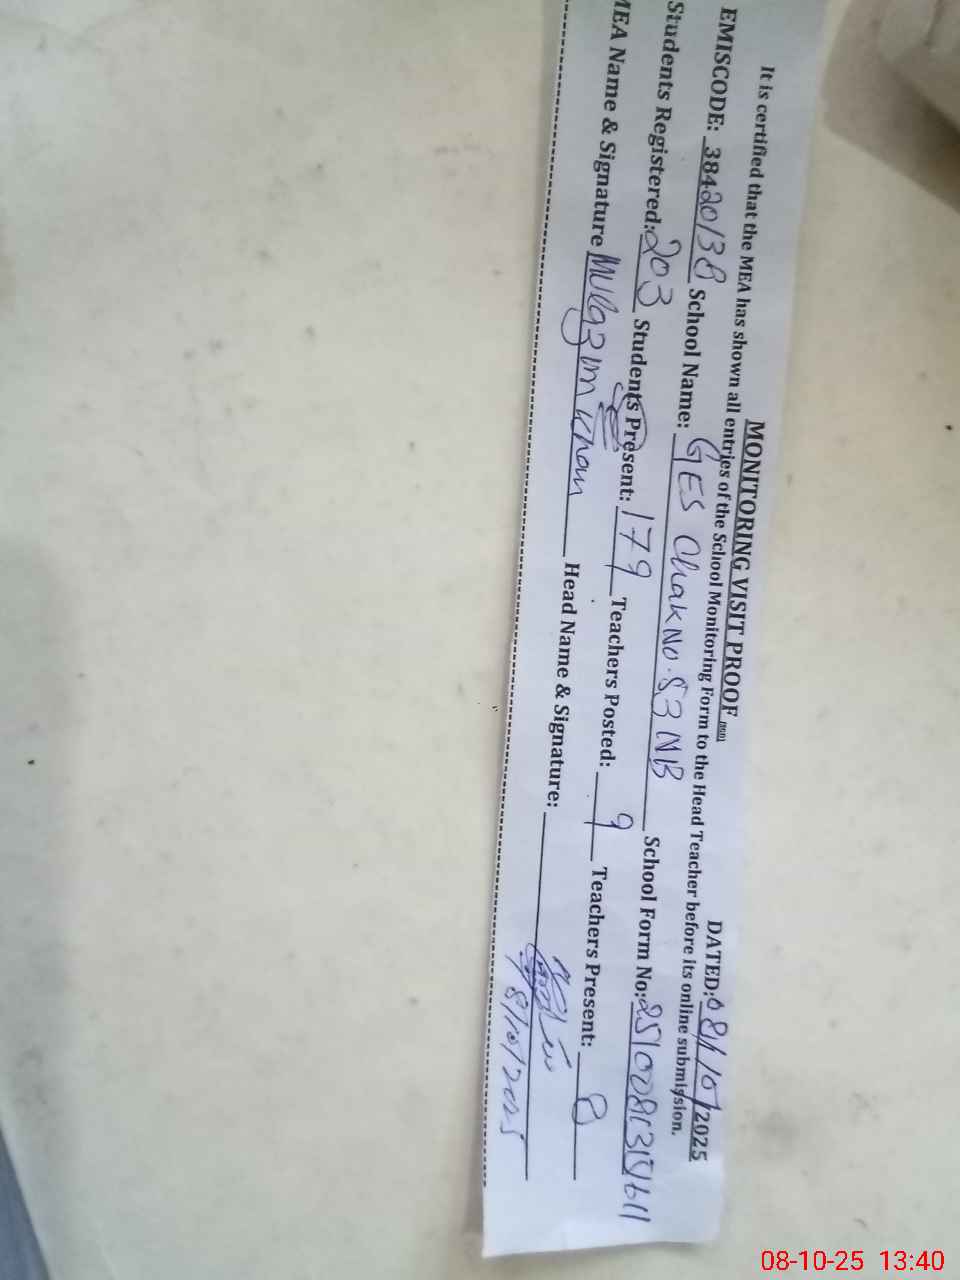 MONITORING VISIT PROOF
DATED: 08/10/2025
It is certified that the MEA has shown all entries of the School Monitoring Form to the Head Teacher before its online submission.
EMISCODE: 38420138 School Name: GES Chak No. 83 NB School Form No:
Students Registered: 203 Students Present: 179 Teachers Posted: 9 Teachers Present: 8
MEA Name & Signature Khan Head Name & Signature:
8/10/2025
08-10-25 13:40